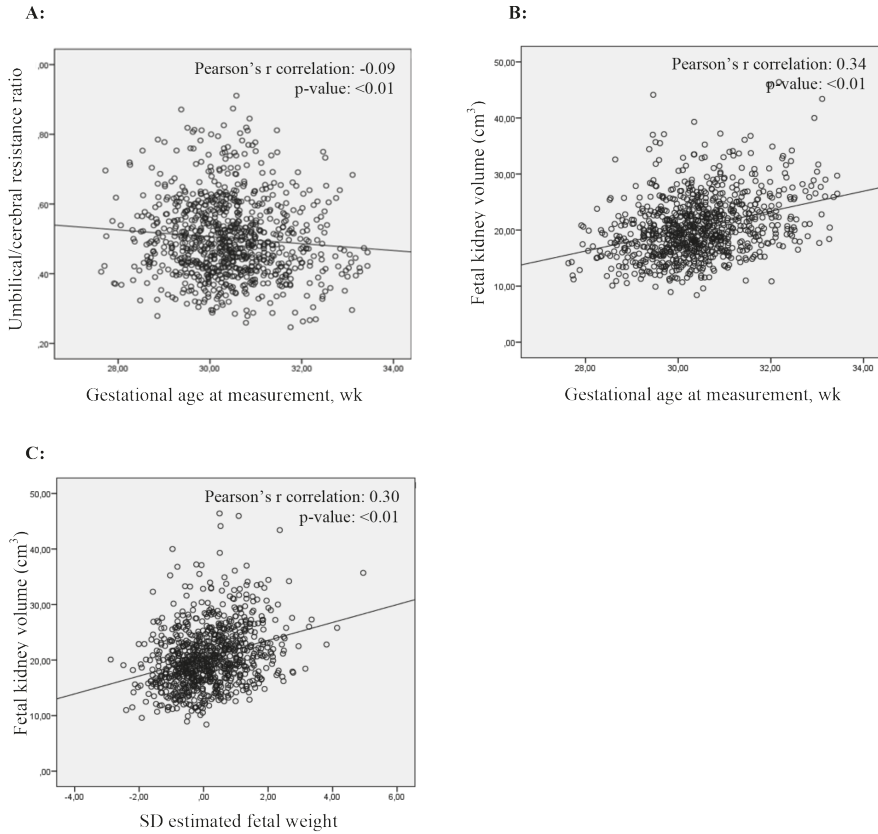 A:
Pearson's r correlation: -0.09
p-value: <0.01
Umbilical/cerebral resistance ratio
,00
,80
,60
,40
,20
28,00 30,00 32,00 34,00
Gestational age at measurement, wk
B:
Pearson's r correlation: 0.34
p-value: <0.01
Fetal kidney volume (cm³)
50,00
40,00
30,00
20,00
10,00
,00
28,00 30,00 32,00 34,00
Gestational age at measurement, wk
C:
Pearson's r correlation: 0.30
p-value: <0.01
Fetal kidney volume (cm³)
50,00
40,00
30,00
20,00
10,00
,00
-4,00 -2,00 ,00 2,00 4,00 6,00
SD estimated fetal weight